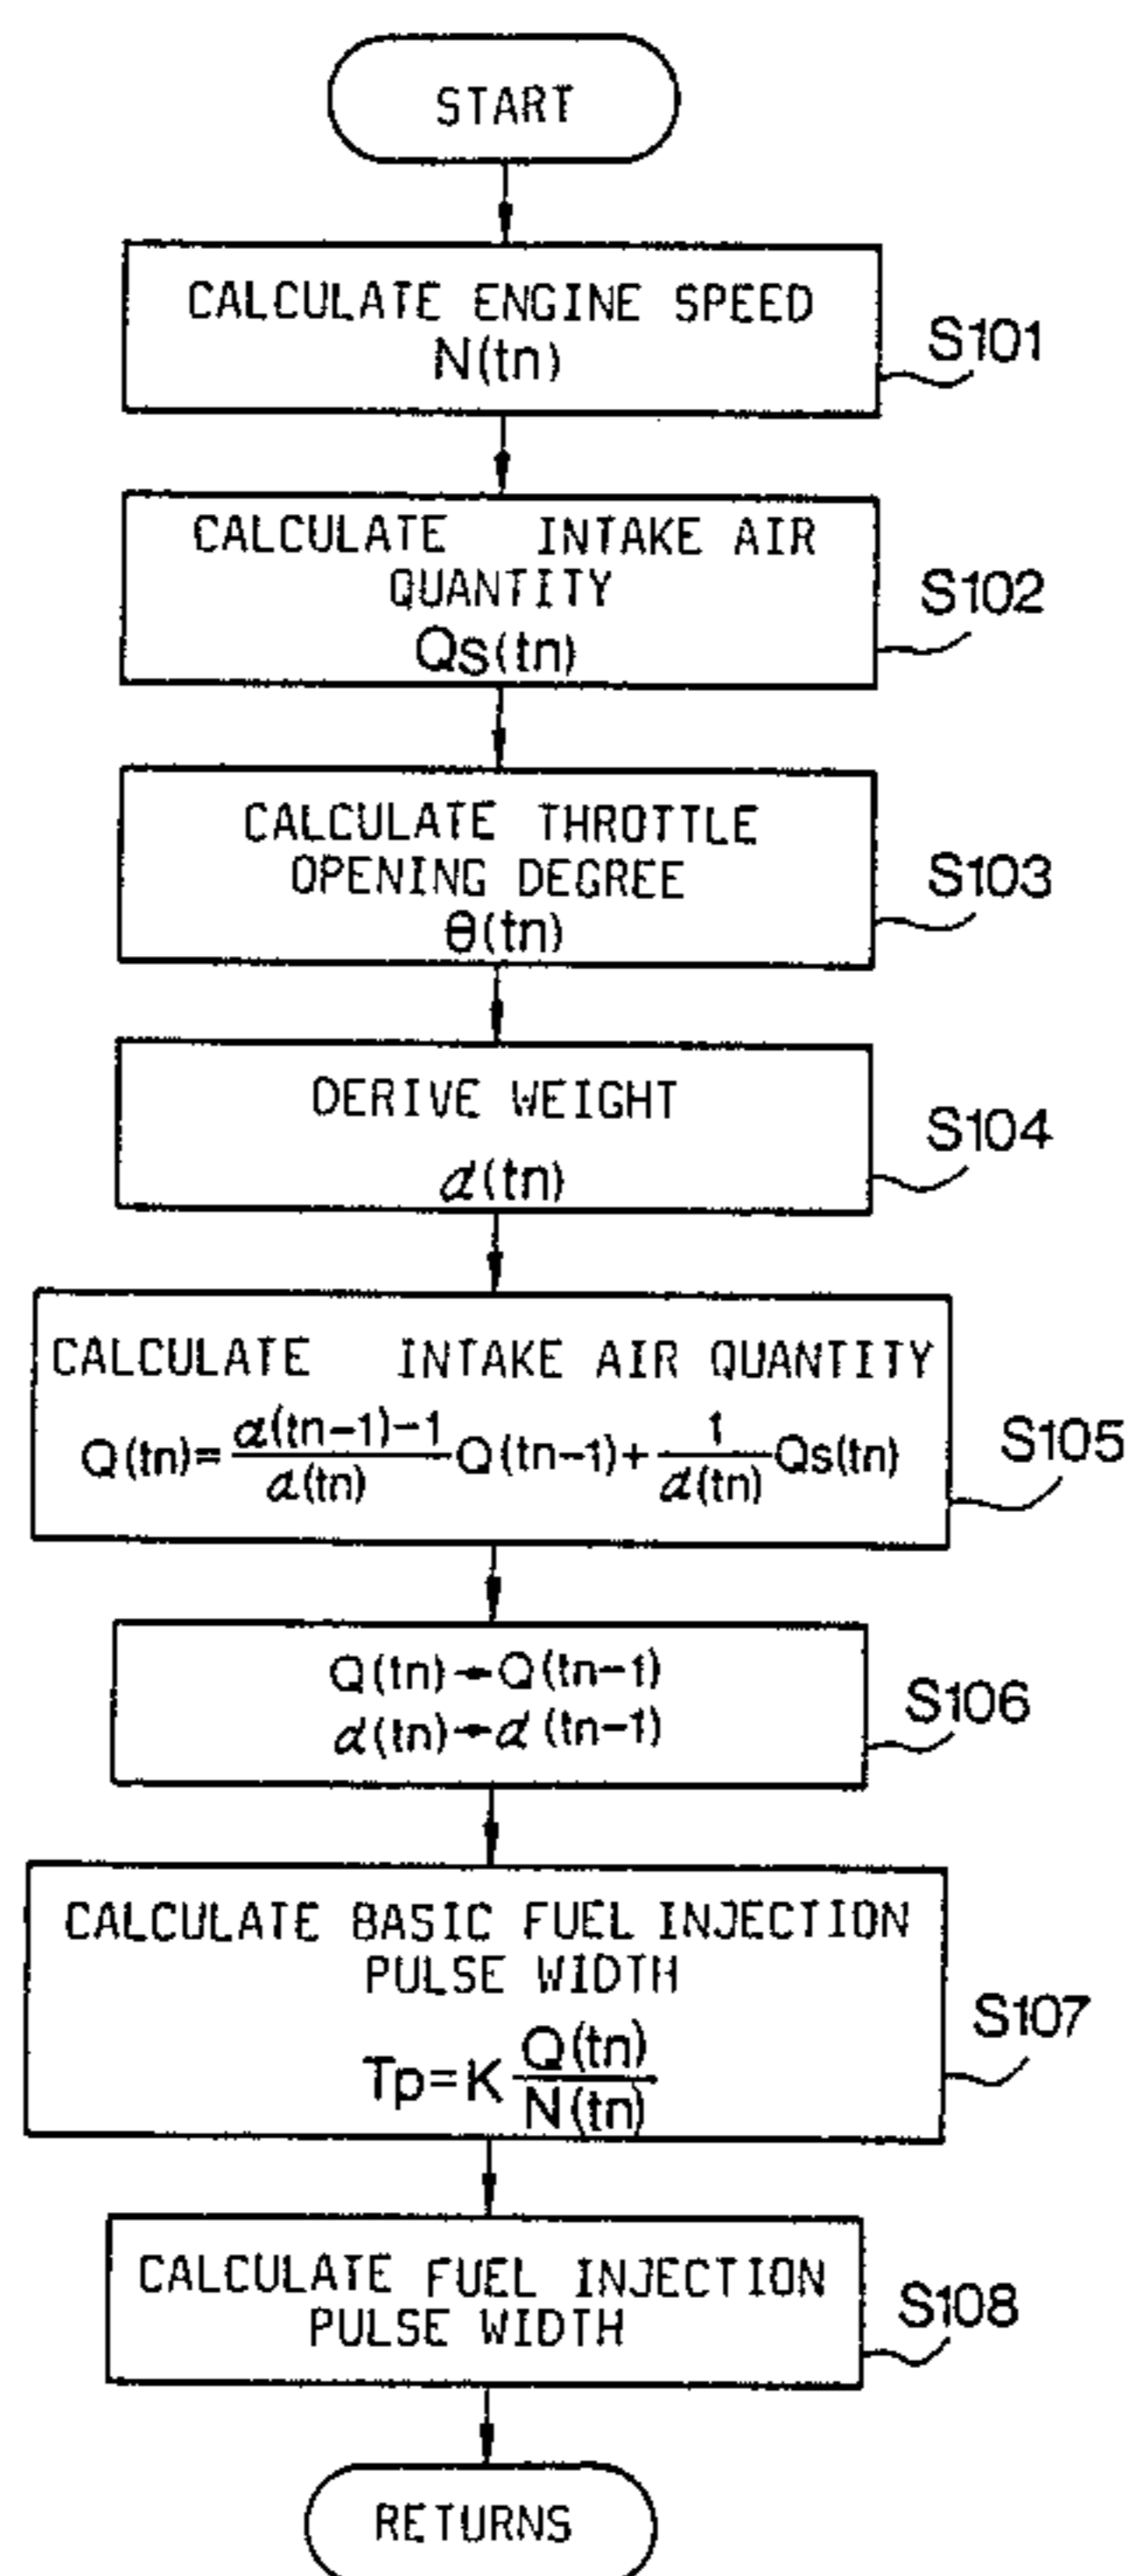 START
CALCULATE ENGINE SPEED
N(tn)
S101
CALCULATE INTAKE AIR
QUANTITY
Qs(tn)
S102
CALCULATE THROTTLE
OPENING DEGREE
θ(tn)
S103
DERIVE WEIGHT
α(tn)
S104
CALCULATE INTAKE AIR QUANTITY
Q(tn)=α(tn-1)-1/α(tn) Q(tn-1)+1/α(tn) Qs(tn)
S105
Q(tn)→Q(tn-1)
α(tn)→α(tn-1)
S106
CALCULATE BASIC FUEL INJECTION
PULSE WIDTH
Tp=K Q(tn)/N(tn)
S107
CALCULATE FUEL INJECTION
PULSE WIDTH
S108
RETURNS